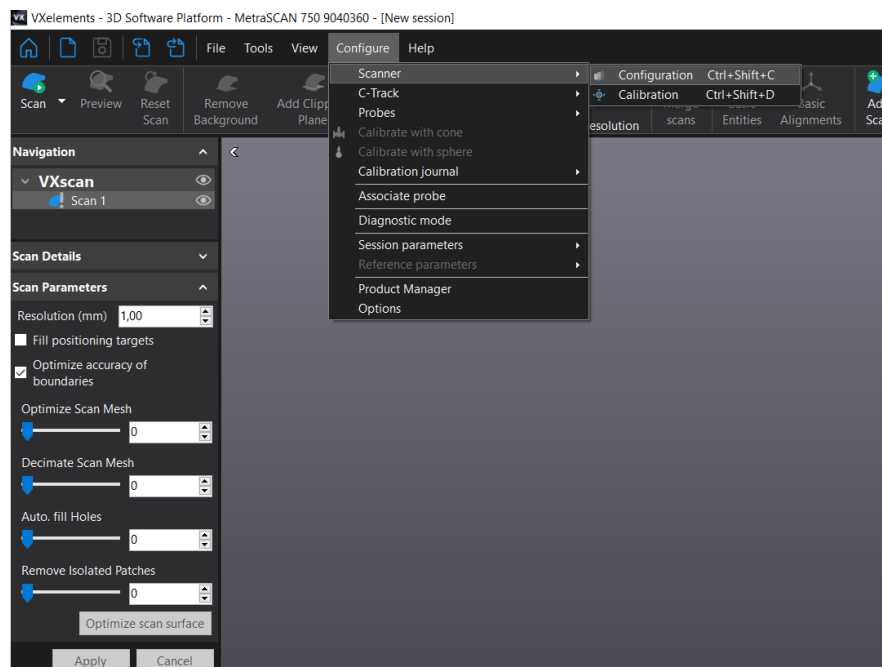 VX VXelements - 3D Software Platform - MetraSCAN 750 9040360 - [New session]
File Tools View Configure Help
Scan Preview Reset Scan Remove Background Add Clipp Plane
esolution
scans
Entities
Basic Alignments
Ad
Sca
Scanner
C-Track
Probes
Calibrate with cone
Calibrate with sphere
Calibration journal
Associate probe
Diagnostic mode
Session parameters
Reference parameters
Product Manager
Options
Configuration Ctrl+Shift+C
Calibration Ctrl+Shift+D
Navigation
VXscan
Scan 1
Scan Details
Scan Parameters
Resolution (mm) 1,00
Fill positioning targets
Optimize accuracy of
boundaries
Optimize Scan Mesh
0
Decimate Scan Mesh
0
Auto. fill Holes
0
Remove Isolated Patches
0
Optimize scan surface
Apply Cancel